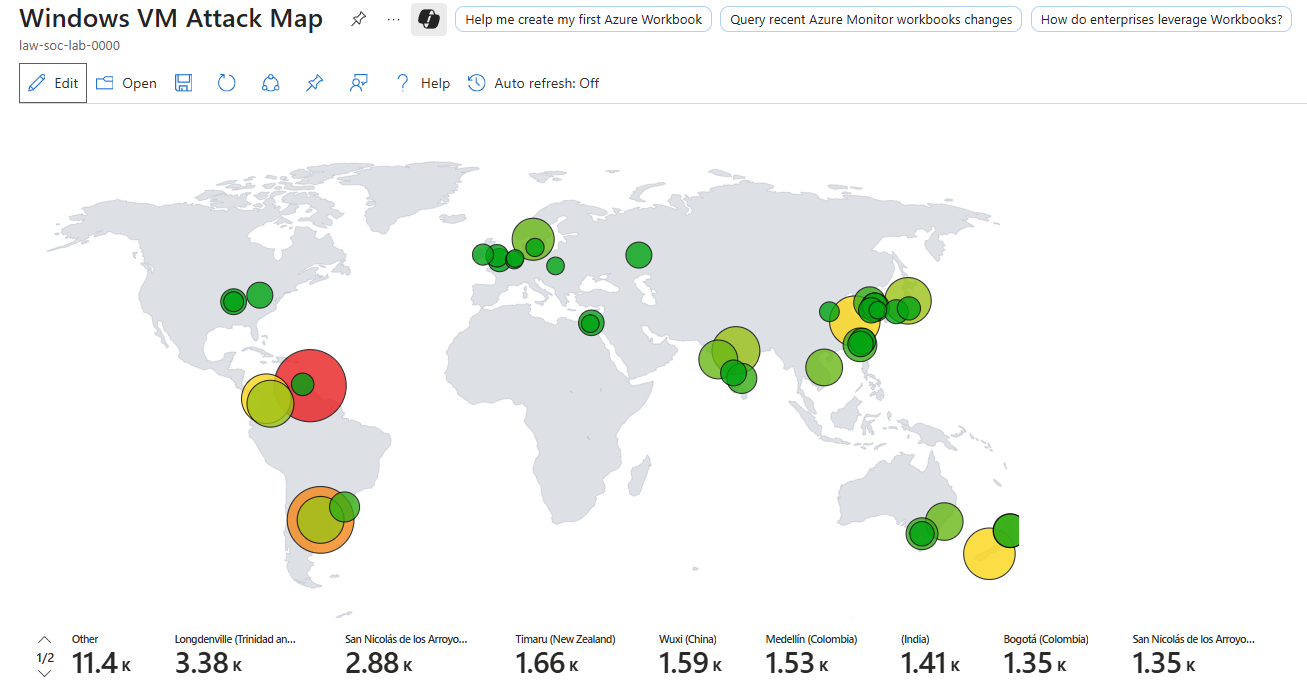 Windows VM Attack Map
Help me create my first Azure Workbook
Query recent Azure Monitor workbooks changes
How do enterprises leverage Workbooks?
law-soc-lab-0000
Edit
Open
? Help
Auto refresh: Off
1/2
Other
11.4 K
Longdenville (Trinidad an...
3.38 K
San Nicolás de los Arroyo...
2.88 K
Timaru (New Zealand)
1.66 K
Wuxi (China)
1.59 K
Medellín (Colombia)
1.53 K
(India)
1.41 K
Bogotá (Colombia)
1.35 K
San Nicolás de los Arroyo...
1.35 K